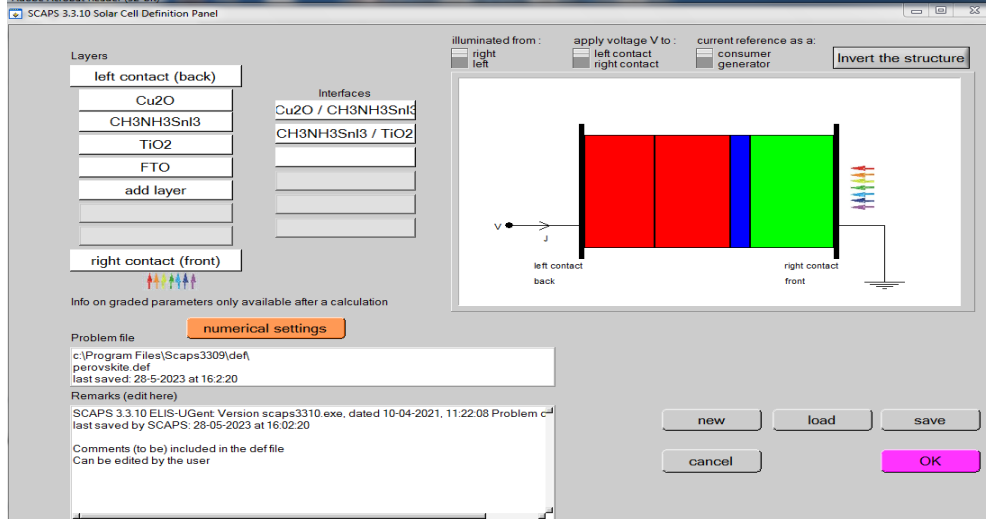 SCAPS 3.3.10 Solar Cell Definition Panel
illuminated from :
right
left
apply voltage V to :
left contact
right contact
current reference as a:
consumer
generator
Invert the structure
Layers
left contact (back)
Cu2O
CH3NH3SnI3
TiO2
FTO
add layer
right contact (front)
Interfaces
Cu2O / CH3NH3SnI3
CH3NH3SnI3 / TiO2
V
J
left contact
back
right contact
front
Info on graded parameters only available after a calculation
numerical settings
Problem file
c:\Program Files\Scaps3309\def\
perovskite.def
last saved: 28-5-2023 at 16:2:20
Remarks (edit here)
SCAPS 3.3.10 ELIS-UGent: Version scaps3310.exe, dated 10-04-2021, 11:22:08 Problem
last saved by SCAPS: 28-05-2023 at 16:02:20
Comments (to be) included in the def file
Can be edited by the user
new
load
save
cancel
OK